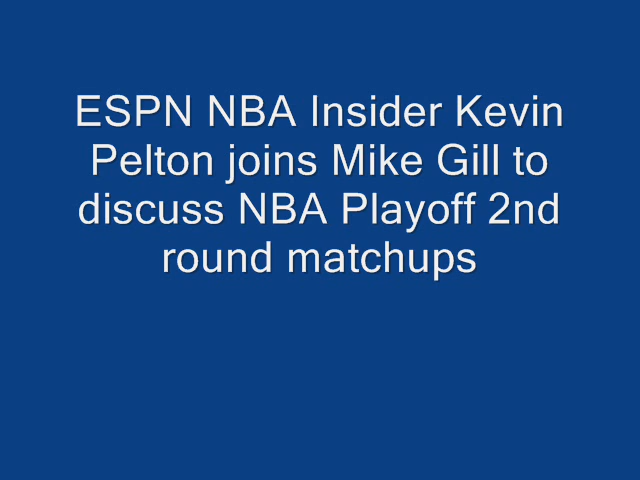 ESPN NBA Insider Kevin
Pelton joins Mike Gill to
discuss NBA Playoff 2nd
round matchups